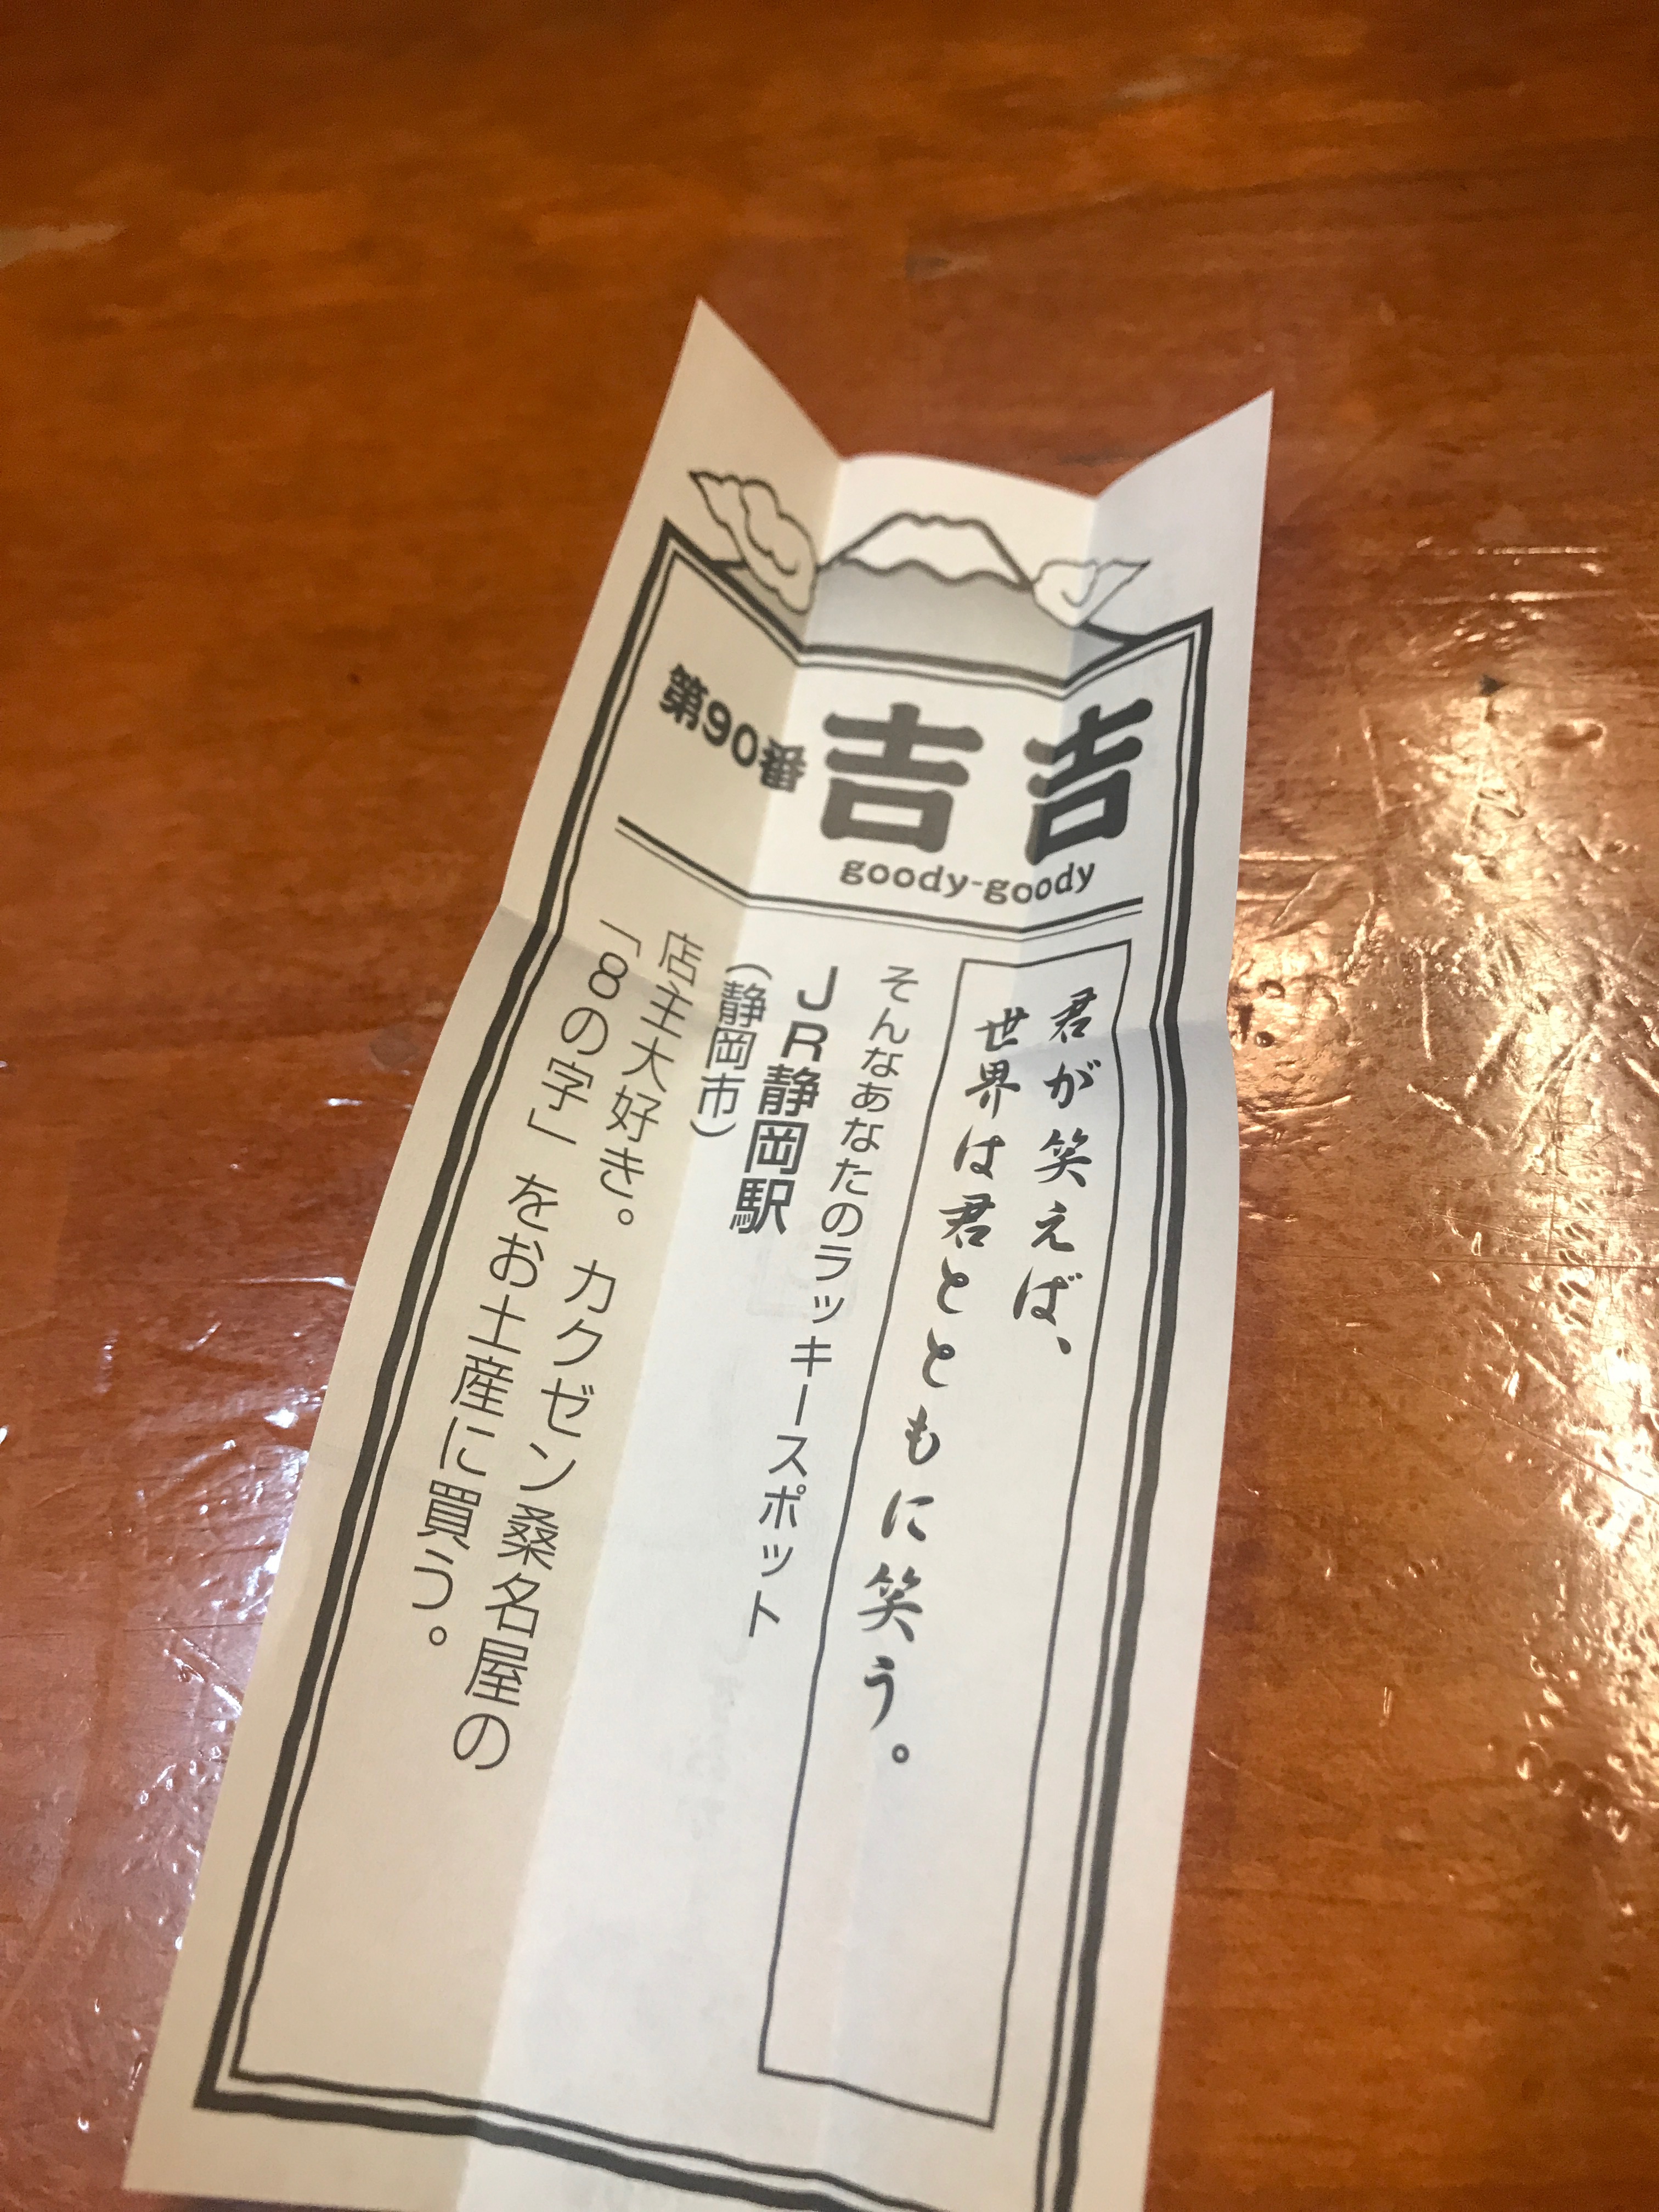 吉吉
goody-goody
第90番
君が笑えば、
世界は君とともに笑う。
そんなあなたのラッキースポット
JR静岡駅
(静岡市)
店主大好き。カクゼン桑名屋の
「8の字」をお土産に買う。